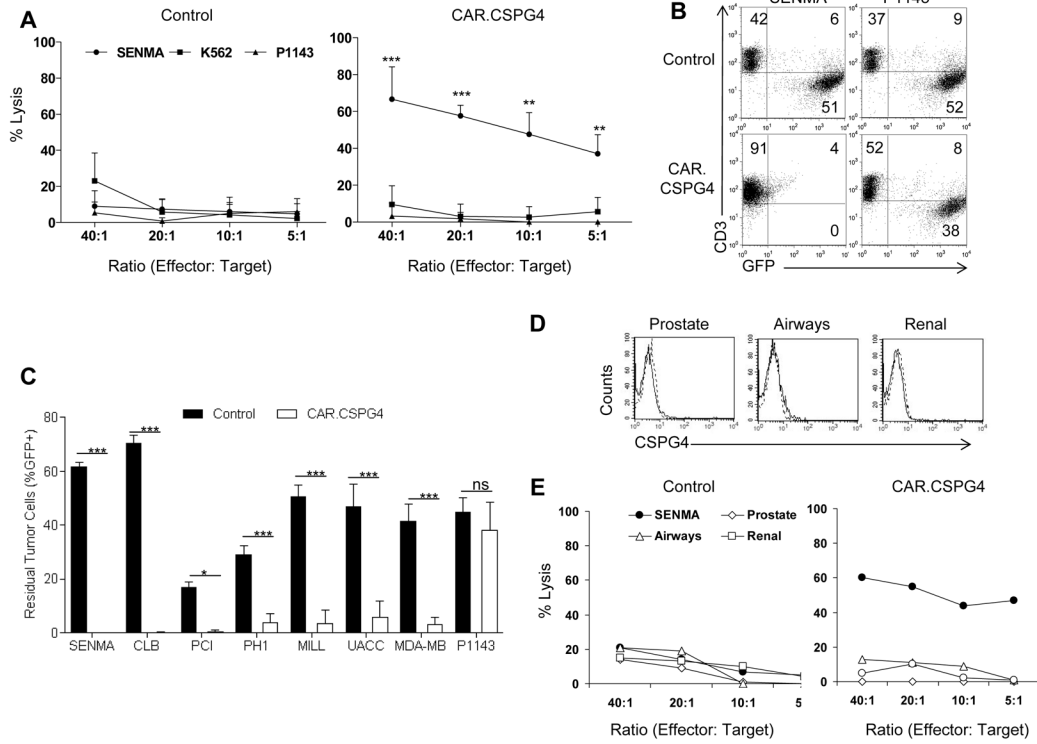 A
Control
CAR.CSPG4
SENMA K562 P1143
% Lysis
100
80
60
40
20
0
100
80
60
40
20
0
40:1 20:1 10:1 5:1
40:1 20:1 10:1 5:1
*** *** ** **
Ratio (Effector: Target)
Ratio (Effector: Target)
B
SENMA P1143
Control
42 6 37 9
51 52
CAR.
CSPG4
91 4 52 8
0 38
CD3
GFP
C
Control CAR.CSPG4
Residual Tumor Cells (%GFP+)
80
60
40
20
0
*** *** * *** *** *** *** ns
SENMA CLB PCI PH1 MILL UACC MDA-MB P1143
D
Prostate Airways Renal
Counts
CSPG4
E
Control
CAR.CSPG4
SENMA Prostate
Airways Renal
% Lysis
100
80
60
40
20
0
100
80
60
40
20
0
40:1 20:1 10:1 5
40:1 20:1 10:1 5:1
Ratio (Effector: Target)
Ratio (Effector: Target)